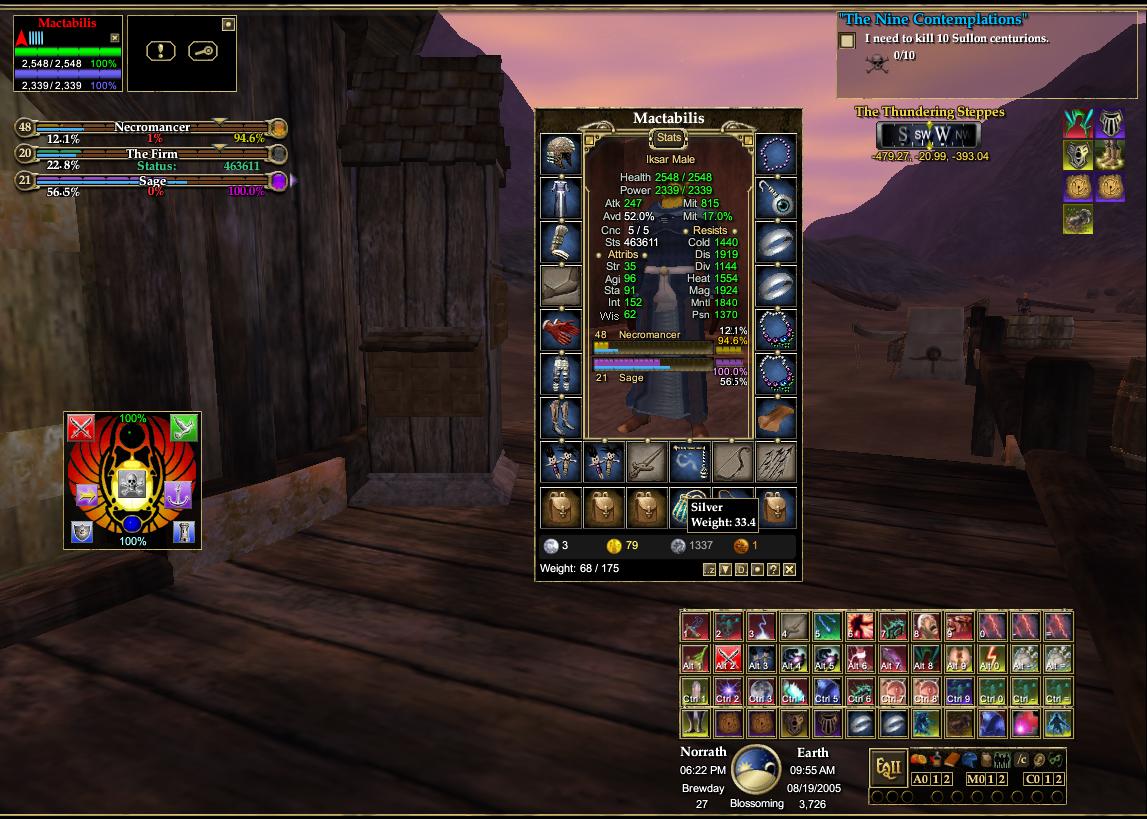 Mactabilis
2,548/2,548 100%
2,339/2,339 100%
48 Necromancer
12.1% 1% 94.6%
20 The Firm
22.8% Status: 463611
21 Sage
56.5% 0% 100.0%
"The Nine Contemplations"
I need to kill 10 Sullon centurions.
0/10
The Thundering Steppes
S SW W NW
-479.27, -20.99, -393.04
Mactabilis
Stats
Iksar Male
Health 2548 / 2548
Power 2339 / 2339
Atk 247 Mit 815
Avd 52.0% Mit 17.0%
Cnc 5 / 5 Resists
Sts 463611 Cold 1440
Attribs Dis 1919
Str 35 Div 1144
Agi 96 Heat 1554
Sta 91 Mag 1924
Int 152 Mntl 1840
Wis 62 Psn 1370
48 Necromancer 12.1%
94.6%
100.0%
21 Sage 56.5%
Silver
Weight: 33.4
3 79 1337 1
Weight: 68 / 175
100%
100%
1 2 3 4 5 6 7 8 9 0 - =
Alt 1 Alt 2 Alt 3 Alt 4 Alt 5 Alt 6 Alt 7 Alt 8 Alt 9 Alt 0 Alt - Alt =
Ctrl 1 Ctrl 2 Ctrl 3 Ctrl 4 Ctrl 5 Ctrl 6 Ctrl 7 Ctrl 8 Ctrl 9 Ctrl 0 Ctrl - Ctrl =
Norrath Earth
06:22 PM 09:55 AM
Brewday 08/19/2005
27 Blossoming 3,726
EQII
/c
A0 1 2 M0 1 2 C0 1 2